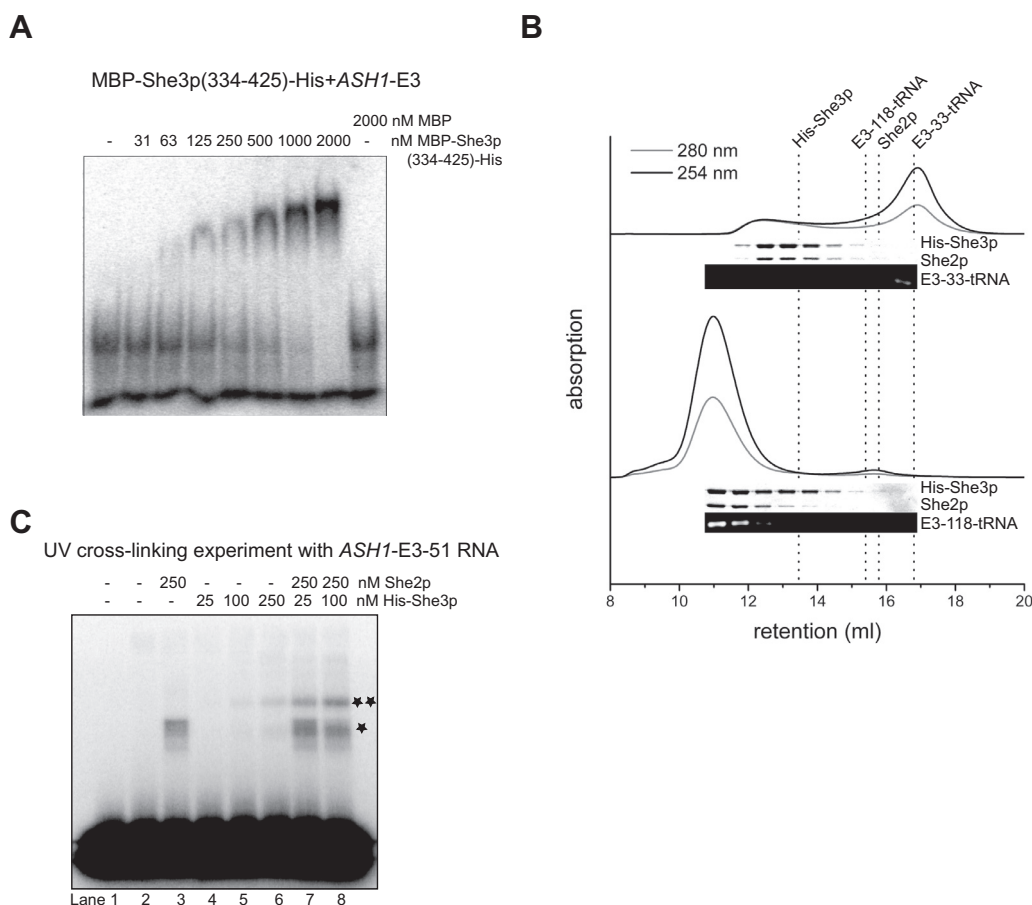 A
MBP-She3p(334-425)-His+ASH1-E3
2000 nM MBP
- 31 63 125 250 500 1000 2000 - nM MBP-She3p
(334-425)-His
B
His-She3p
E3-118-tRNA
She2p
E3-33-tRNA
280 nm
254 nm
His-She3p
She2p
E3-33-tRNA
absorption
His-She3p
She2p
E3-118-tRNA
8 10 12 14 16 18 20
retention (ml)
C
UV cross-linking experiment with ASH1-E3-51 RNA
- - 250 - - - 250 250 nM She2p
- - - 25 100 250 25 100 nM His-She3p
Lane 1 2 3 4 5 6 7 8